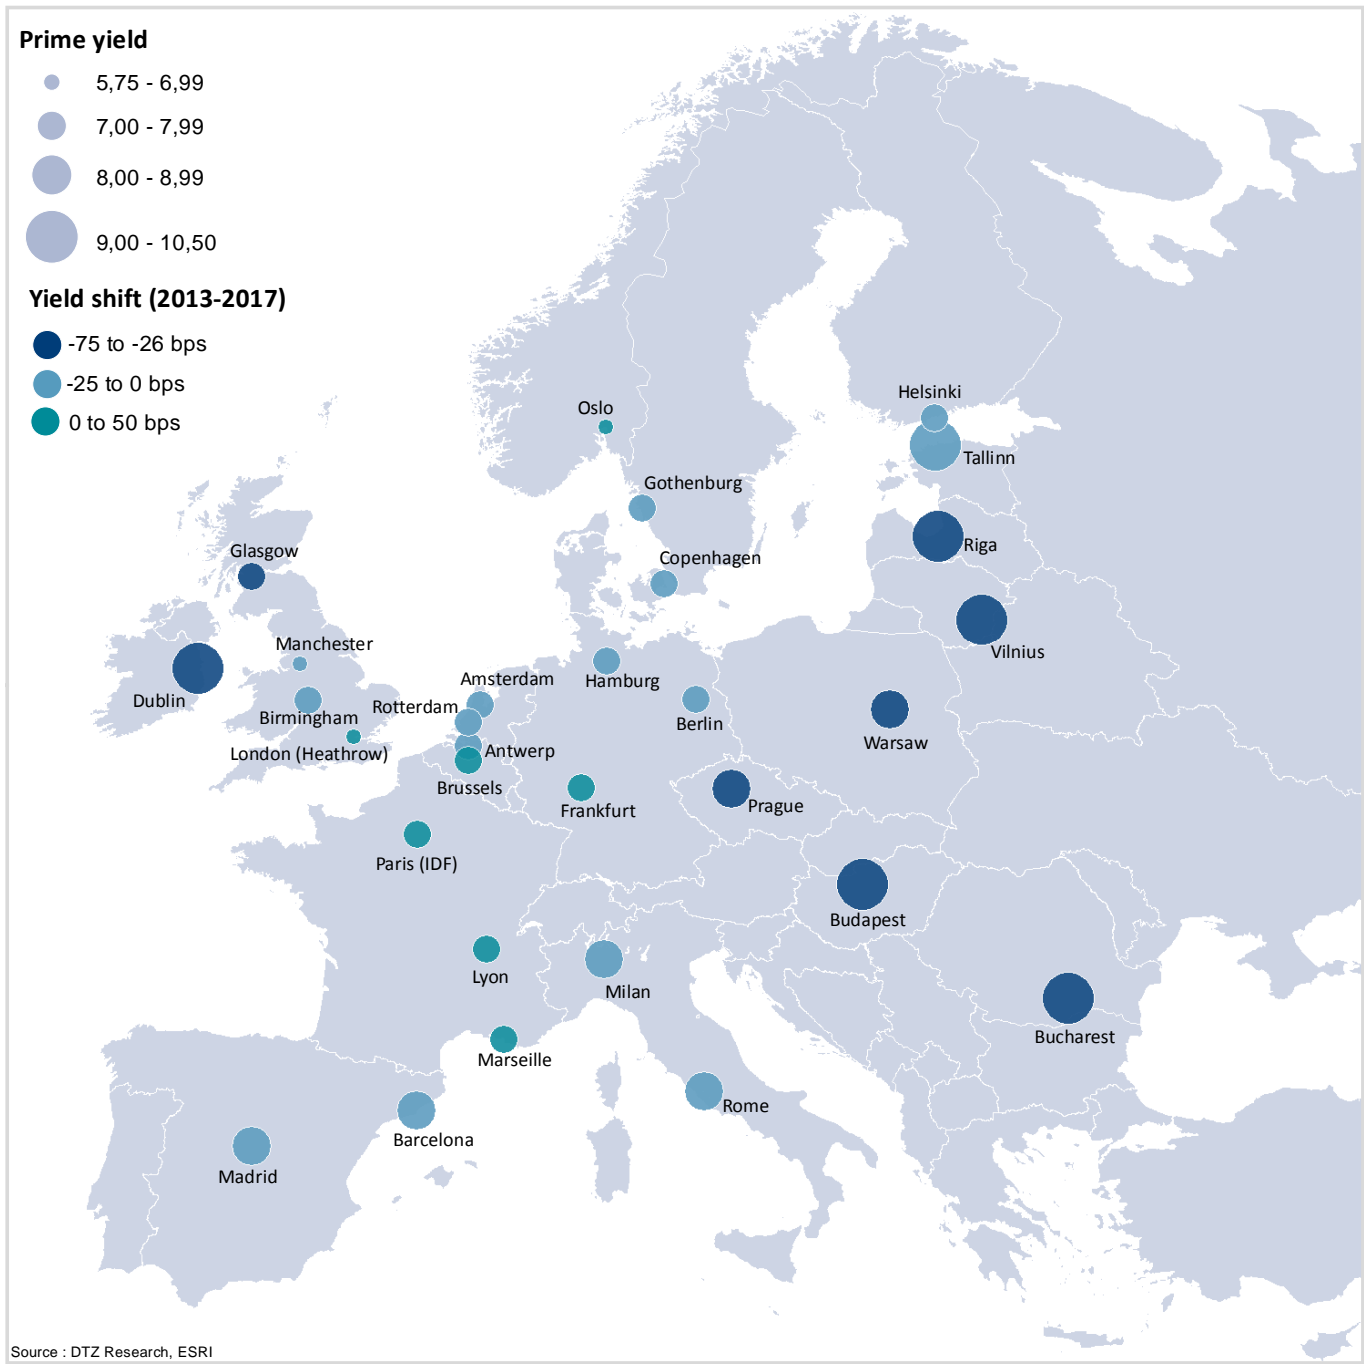 Prime yield
5,75 - 6,99
7,00 - 7,99
8,00 - 8,99
9,00 - 10,50
Yield shift (2013-2017)
-75 to -26 bps
-25 to 0 bps
0 to 50 bps
Helsinki
Oslo
Tallinn
Gothenburg
Riga
Glasgow
Copenhagen
Manchester
Vilnius
Amsterdam
Hamburg
Dublin
Rotterdam
Birmingham
Berlin
Warsaw
London (Heathrow)
Antwerp
Brussels
Frankfurt
Prague
Paris (IDF)
Budapest
Lyon
Milan
Bucharest
Marseille
Rome
Barcelona
Madrid
Source : DTZ Research, ESRI